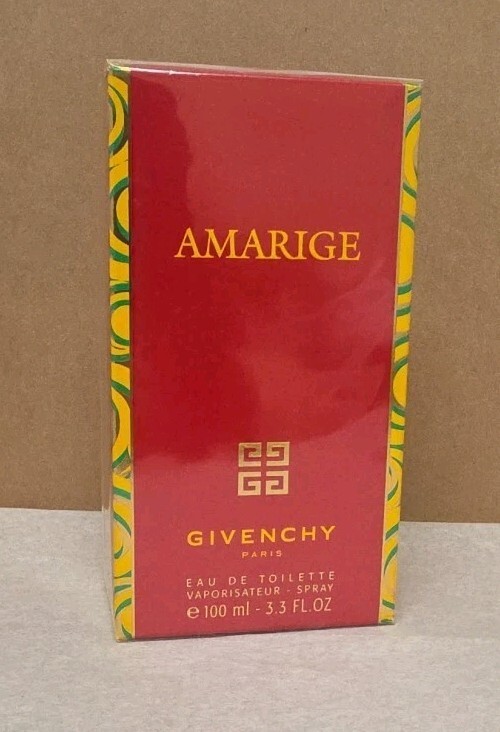 AMARIGE
GIVENCHY
PARIS
EAU DE TOILETTE
VAPORISATEUR - SPRAY
℮ 100 ml - 3.3 FL.OZ